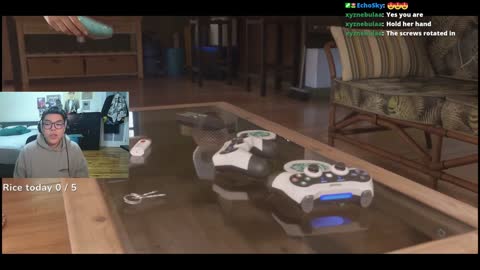 EchoSky: 
xyznebulaa: Yes you are
xyznebulaa: Hold her hand
xyznebulaa: The screws rotated in
Rice today 0 / 5